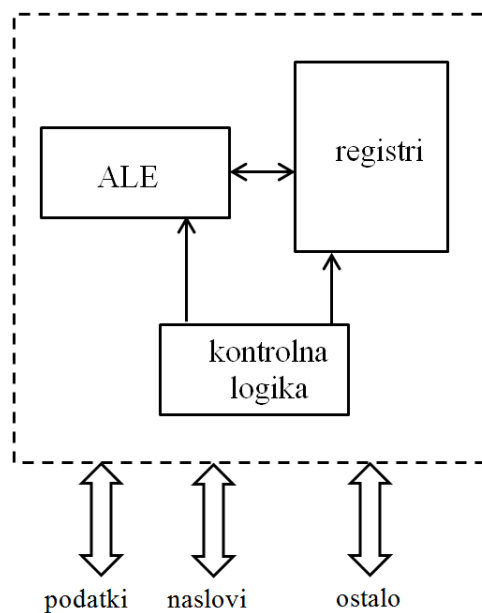 registri
ALE
kontrolna
logika
podatki
naslovi
ostalo